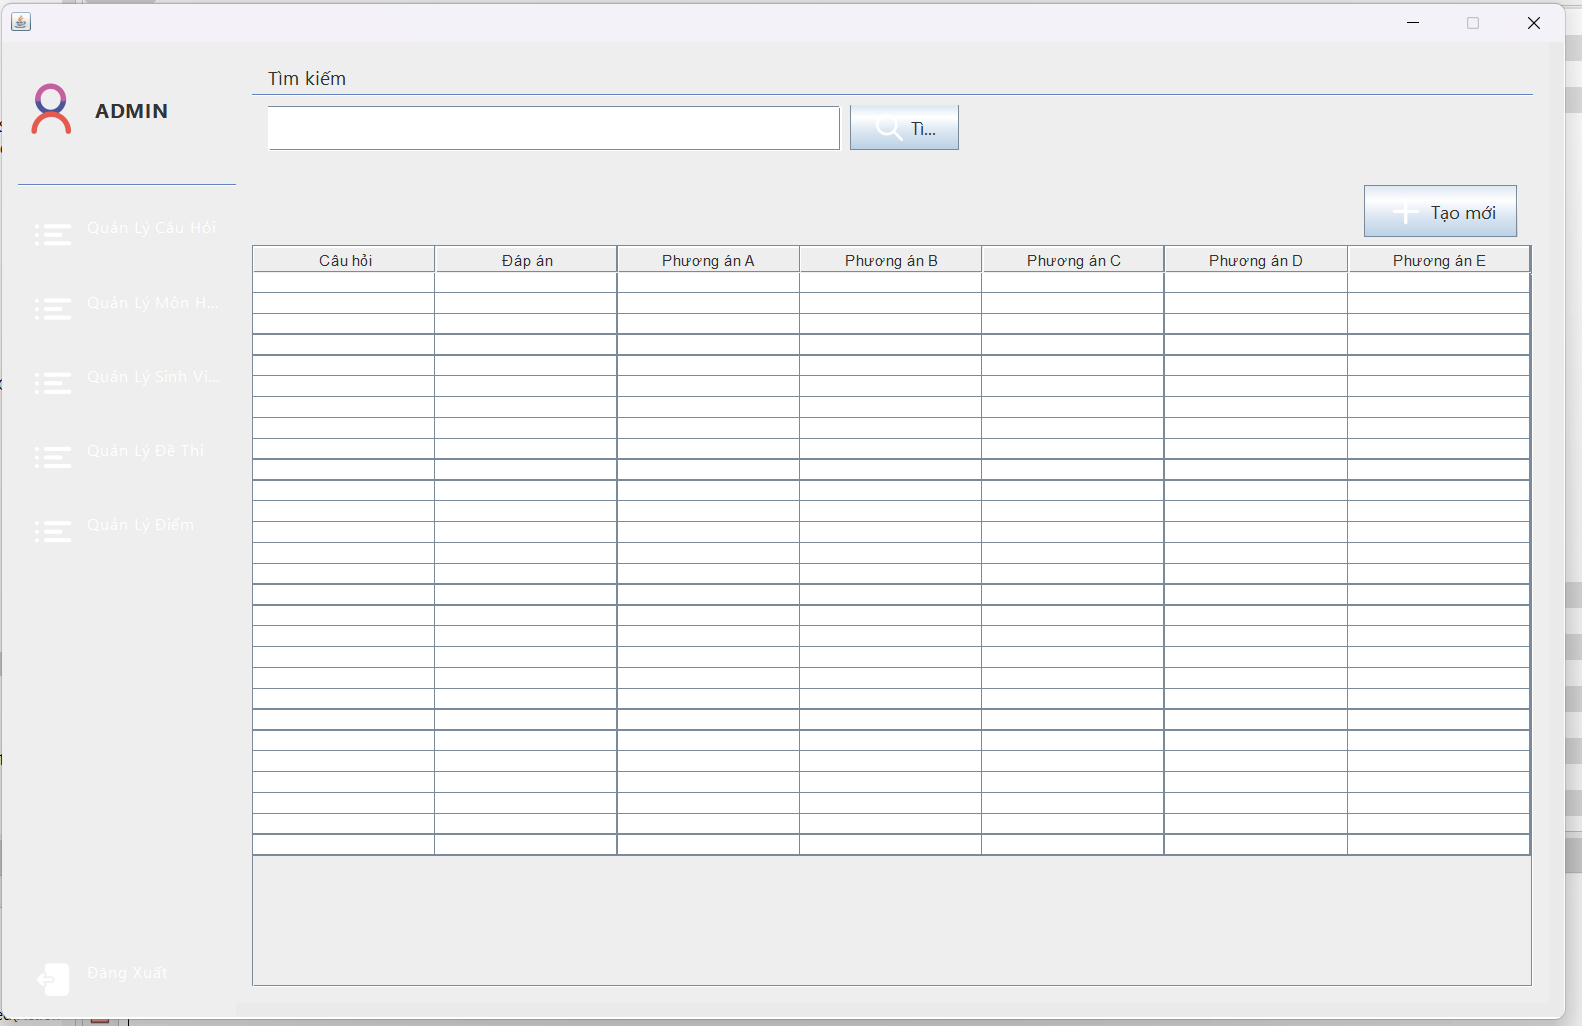 ADMIN
Quản Lý Câu Hỏi
Quản Lý Môn H...
Quản Lý Sinh Vi...
Quản Lý Đề Thi
Quản Lý Điểm
Đăng Xuất
Tìm kiếm
Tì...
Tạo mới
Câu hỏi Đáp án Phương án A Phương án B Phương án C Phương án D Phương án E